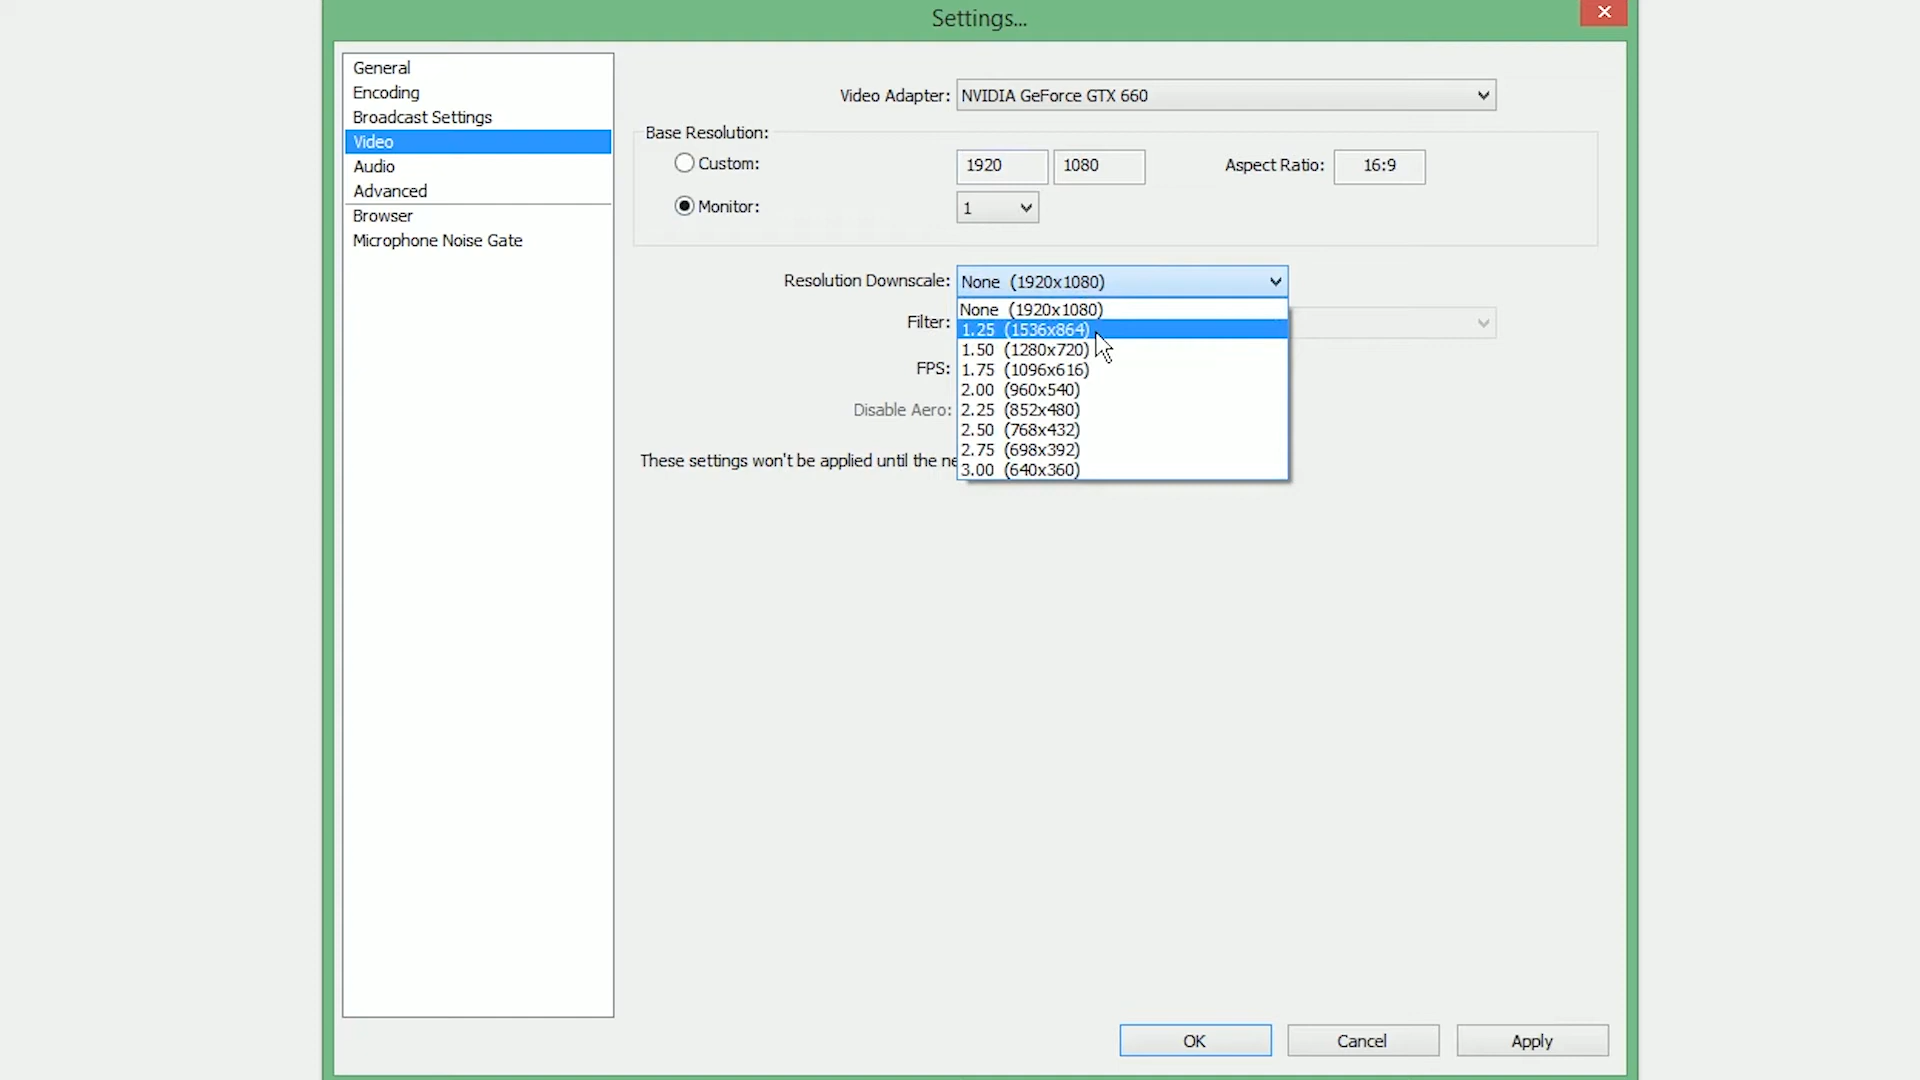 Settings...
General
Encoding
Broadcast Settings
Video
Audio
Advanced
Browser
Microphone Noise Gate
Video Adapter: NVIDIA GeForce GTX 660
Base Resolution:
Custom: 1920 1080 Aspect Ratio: 16:9
Monitor: 1
Resolution Downscale: None (1920x1080)
None (1920x1080)
Filter:
1.25 (1536x864)
1.50 (1280x720)
FPS:
1.75 (1096x616)
2.00 (960x540)
Disable Aero:
2.25 (852x480)
2.50 (768x432)
2.75 (698x392)
These settings won't be applied until the ne
3.00 (640x360)
OK Cancel Apply